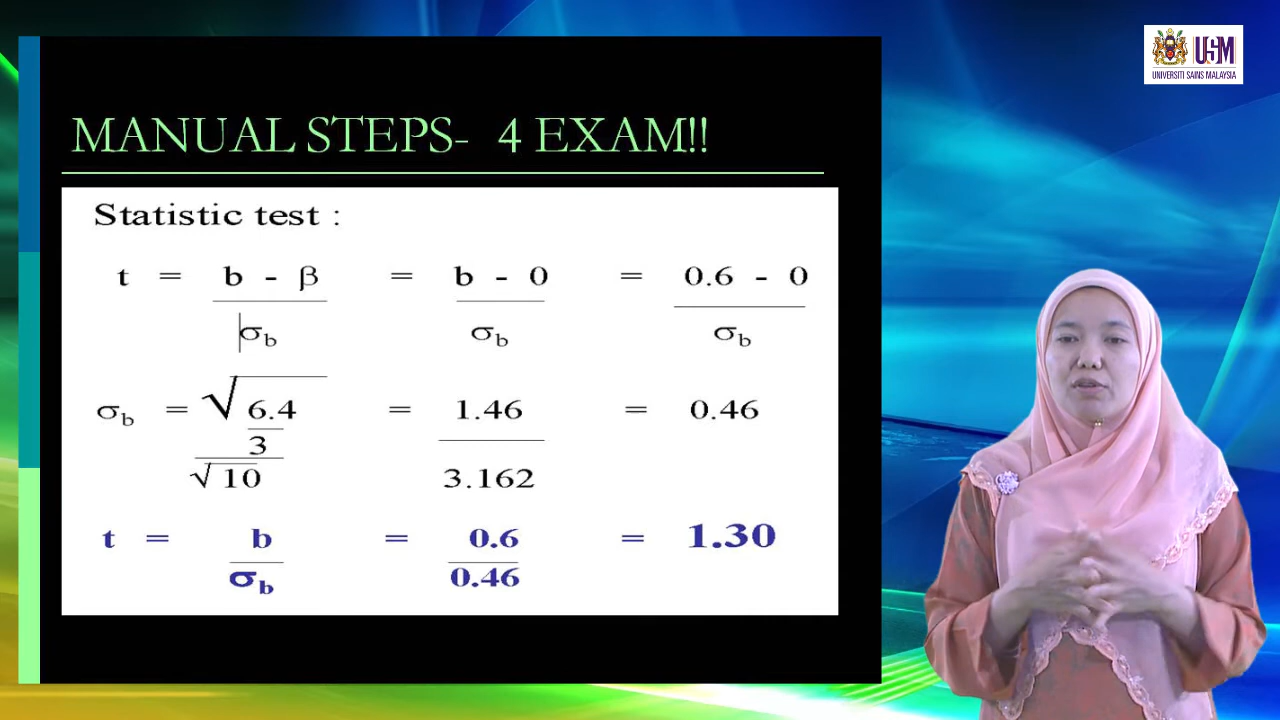 USM
UNIVERSITI SAINS MALAYSIA
MANUAL STEPS- 4 EXAM!!
Statistic test :
t = b - β = b - 0 = 0.6 - 0
σb σb σb
σb = √ 6.4 = 1.46 = 0.46
3
√ 10 3.162
t = b = 0.6 = 1.30
σb 0.46